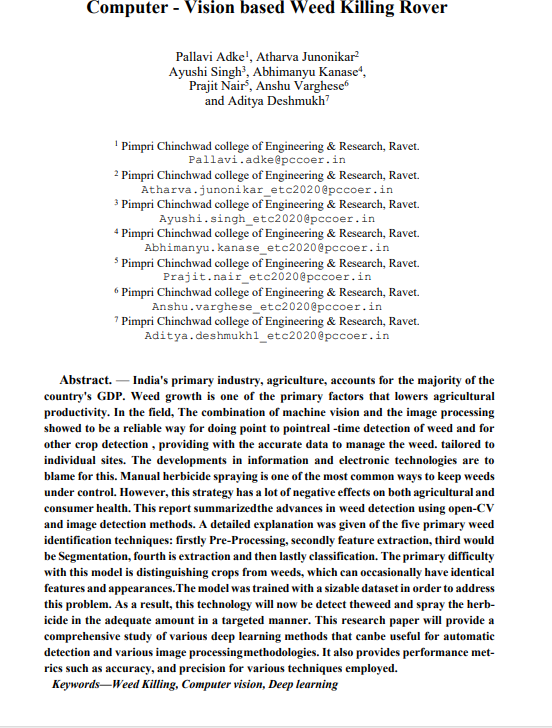 Computer - Vision based Weed Killing Rover
Pallavi Adke1, Atharva Junonikar2
Ayushi Singh3, Abhimanyu Kanase4,
Prajit Nair5, Anshu Varghese6
and Aditya Deshmukh7
1 Pimpri Chinchwad college of Engineering & Research, Ravet.
Pallavi.adke@pccoer.in
2 Pimpri Chinchwad college of Engineering & Research, Ravet.
Atharva.junonikar_etc2020@pccoer.in
3 Pimpri Chinchwad college of Engineering & Research, Ravet.
Ayushi.singh_etc2020@pccoer.in
4 Pimpri Chinchwad college of Engineering & Research, Ravet.
Abhimanyu.kanase_etc2020@pccoer.in
5 Pimpri Chinchwad college of Engineering & Research, Ravet.
Prajit.nair_etc2020@pccoer.in
6 Pimpri Chinchwad college of Engineering & Research, Ravet.
Anshu.varghese_etc2020@pccoer.in
7 Pimpri Chinchwad college of Engineering & Research, Ravet.
Aditya.deshmukh1_etc2020@pccoer.in
Abstract. — India's primary industry, agriculture, accounts for the majority of the
country's GDP. Weed growth is one of the primary factors that lowers agricultural
productivity. In the field, The combination of machine vision and the image processing
showed to be a reliable way for doing point to pointreal -time detection of weed and for
other crop detection , providing with the accurate data to manage the weed. tailored to
individual sites. The developments in information and electronic technologies are to
blame for this. Manual herbicide spraying is one of the most common ways to keep weeds
under control. However, this strategy has a lot of negative effects on both agricultural and
consumer health. This report summarizedthe advances in weed detection using open-CV
and image detection methods. A detailed explanation was given of the five primary weed
identification techniques: firstly Pre-Processing, secondly feature extraction, third would
be Segmentation, fourth is extraction and then lastly classification. The primary difficulty
with this model is distinguishing crops from weeds, which can occasionally have identical
features and appearances.The model was trained with a sizable dataset in order to address
this problem. As a result, this technology will now be detect theweed and spray the herb-
icide in the adequate amount in a targeted manner. This research paper will provide a
comprehensive study of various deep learning methods that canbe useful for automatic
detection and various image processingmethodologies. It also provides performance met-
rics such as accuracy, and precision for various techniques employed.
Keywords—Weed Killing, Computer vision, Deep learning